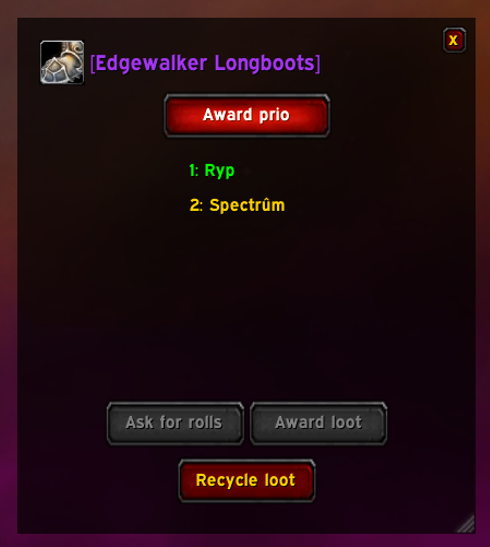 x
[Edgewalker Longboots]
Award prio
1: Ryp
2: Spectrûm
Ask for rolls
Award loot
Recycle loot